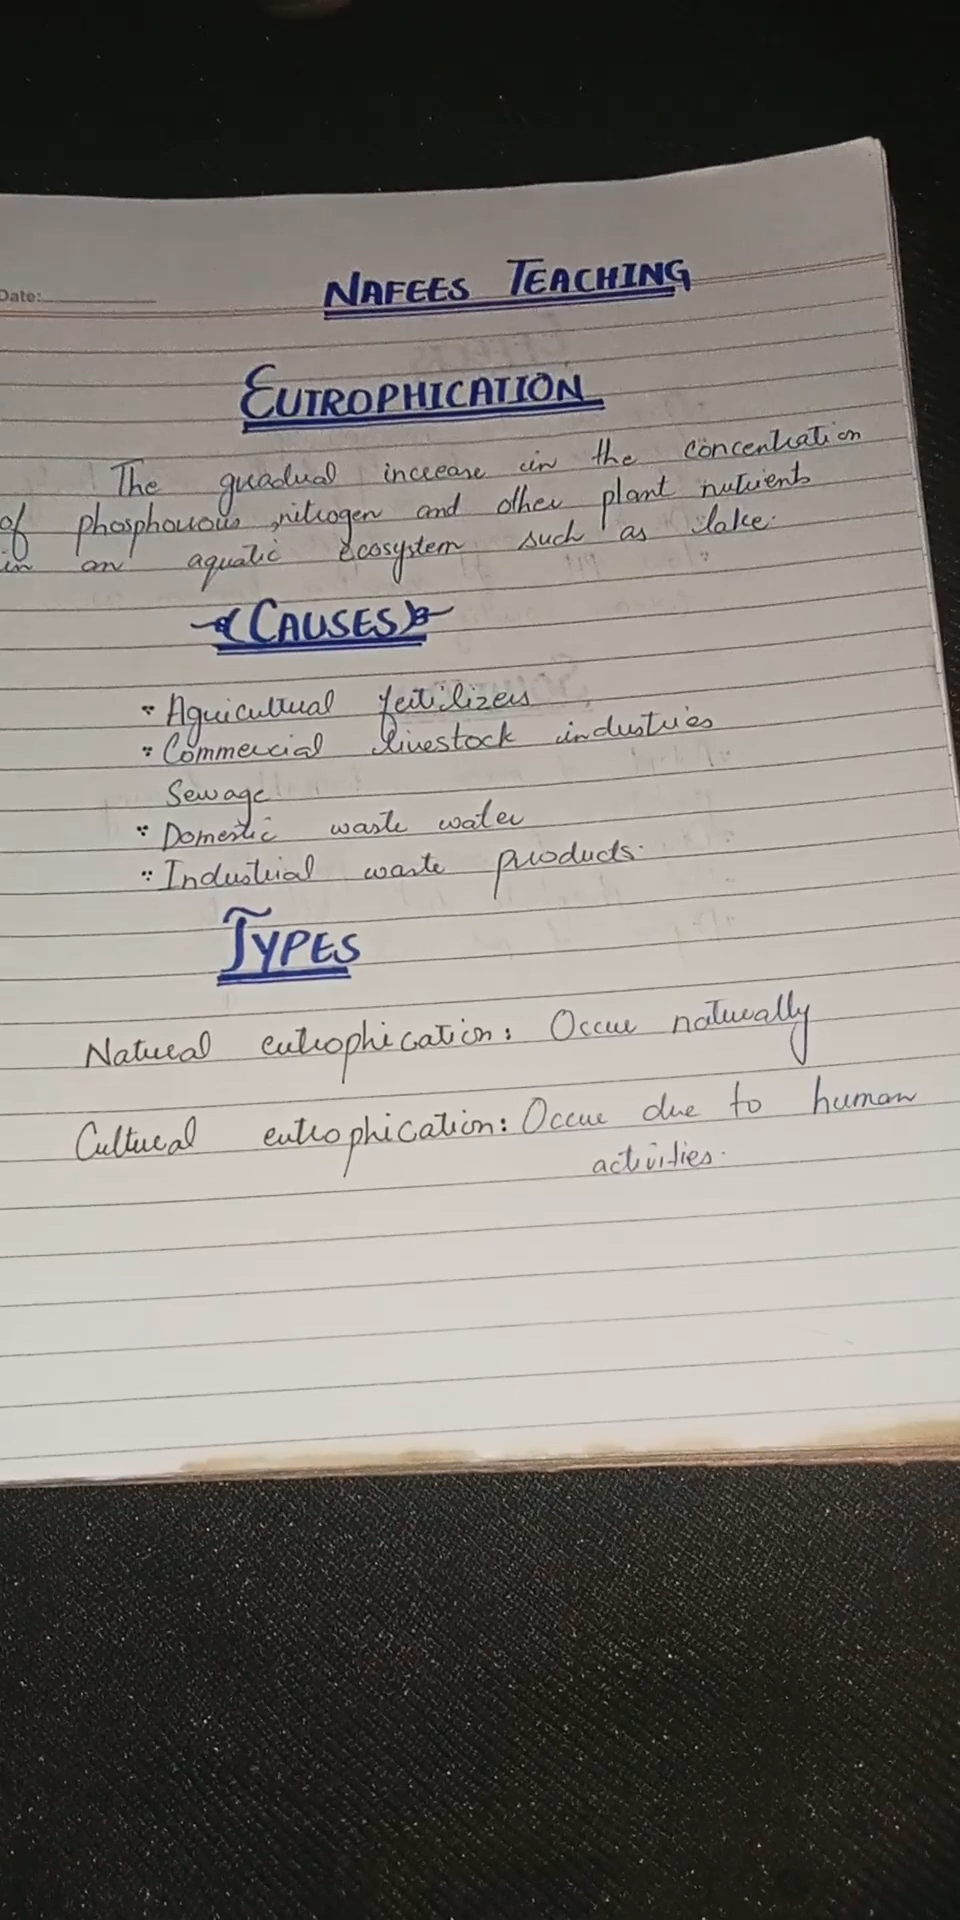 Date:
NAFEES TEACHING
EUTROPHICATION
The gradual increase in the concentration
of phosphorous, nitrogen and other plant nutrients
in an aquatic ecosystem such as lake.
CAUSES
Agricultural fertilizers
Commercial livestock industries
Sewage
Domestic waste water
Industrial waste products.
TYPES
Natural eutrophication: Occur naturally
Cultural eutrophication: Occur due to human
activities.